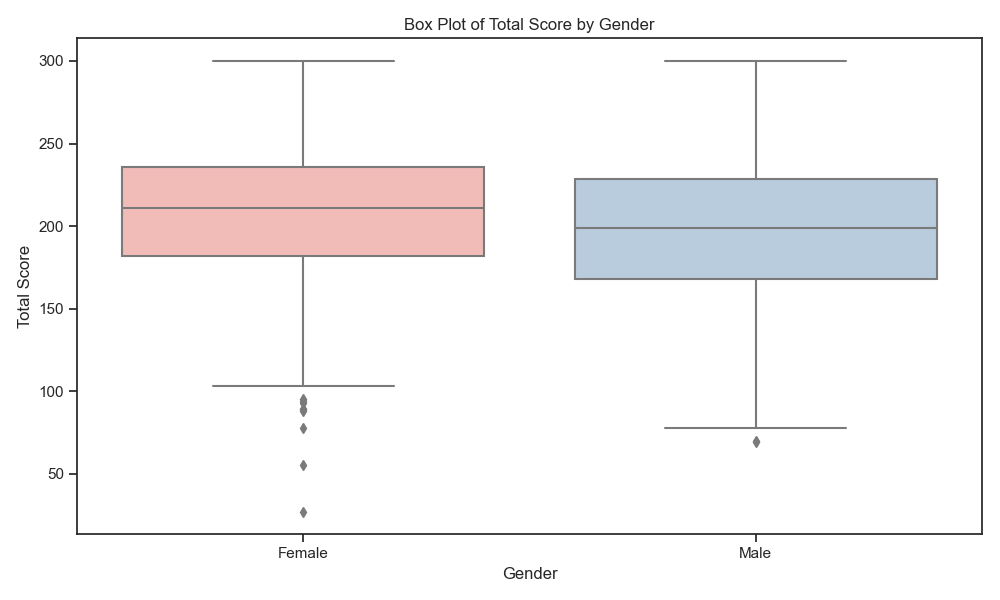 Box Plot of Total Score by Gender
300
250
200
150
100
50
Total Score
Female
Male
Gender